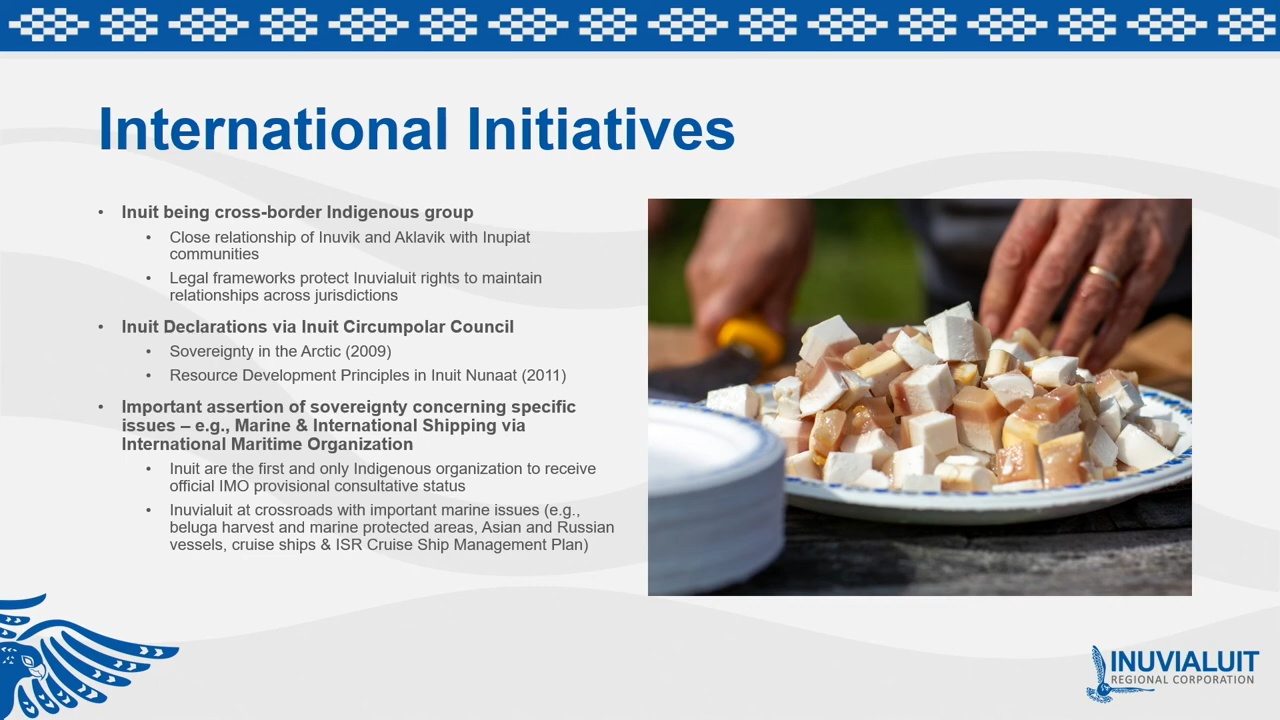 International Initiatives
• Inuit being cross-border Indigenous group
• Close relationship of Inuvik and Aklavik with Inupiat
communities
• Legal frameworks protect Inuvialuit rights to maintain
relationships across jurisdictions
• Inuit Declarations via Inuit Circumpolar Council
• Sovereignty in the Arctic (2009)
• Resource Development Principles in Inuit Nunaat (2011)
• Important assertion of sovereignty concerning specific
issues – e.g., Marine & International Shipping via
International Maritime Organization
• Inuit are the first and only Indigenous organization to receive
official IMO provisional consultative status
• Inuvialuit at crossroads with important marine issues (e.g.,
beluga harvest and marine protected areas, Asian and Russian
vessels, cruise ships & ISR Cruise Ship Management Plan)
INUVIALUIT
REGIONAL CORPORATION